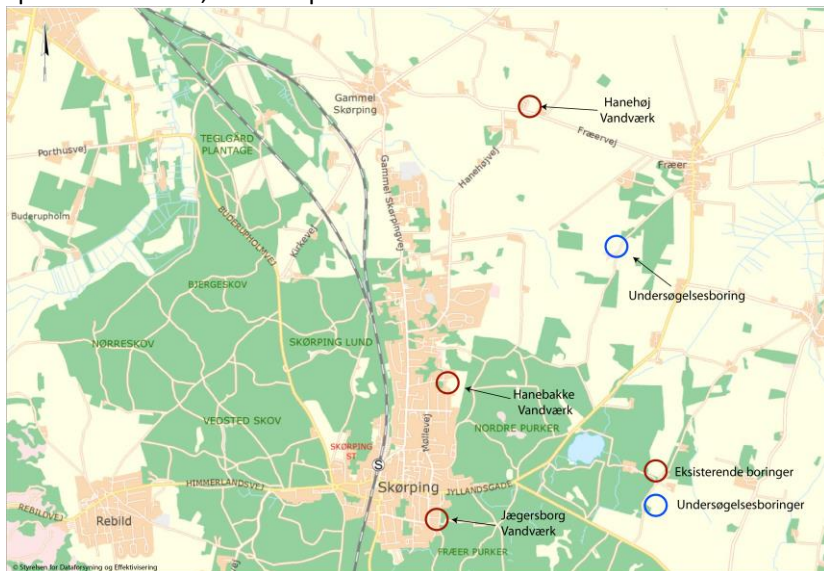 Hanehøj
Vandværk
Gammel
Skørping
TEGLGÅRD
PLANTAGE
Porthusvej
Fræervej
Fræer
Hanehøjvej
Gammel Skørpingvej
Buderupholm
BUDERUPHOLMVEJ
Kirkevej
Undersøgelsesboring
BJERGESKOV
NØRRESKOV
SKØRPING LUND
Hanebakke
Vandværk
VEDSTED SKOV
Møllevej
NORDRE PURKER
SKØRPING
ST
S
Eksisterende boringer
HIMMERLANDSVEJ
Skørping
JYLLANDSGADE
Undersøgelsesboringer
REBILDVEJ
Rebild
Jægersborg
Vandværk
FRÆER PURKER
© Styrelsen for Dataforsyning og Effektivisering